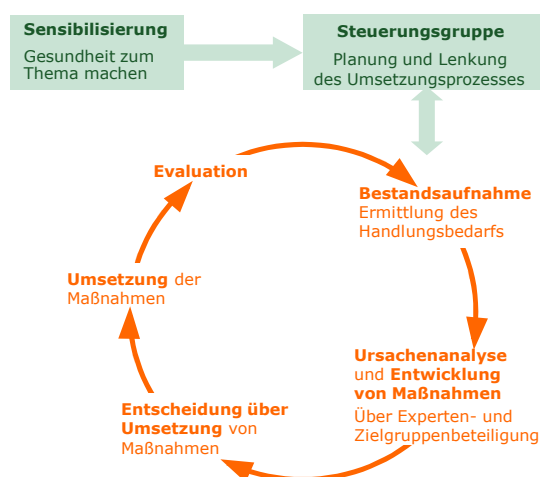 Sensibilisierung
Gesundheit zum
Thema machen
Steuerungsgruppe
Planung und Lenkung
des Umsetzungsprozesses
Evaluation
Bestandsaufnahme
Ermittlung des
Handlungsbedarfs
Umsetzung der
Maßnahmen
Ursachenanalyse
und Entwicklung
von Maßnahmen
Über Experten- und
Zielgruppenbeteiligung
Entscheidung über
Umsetzung von
Maßnahmen